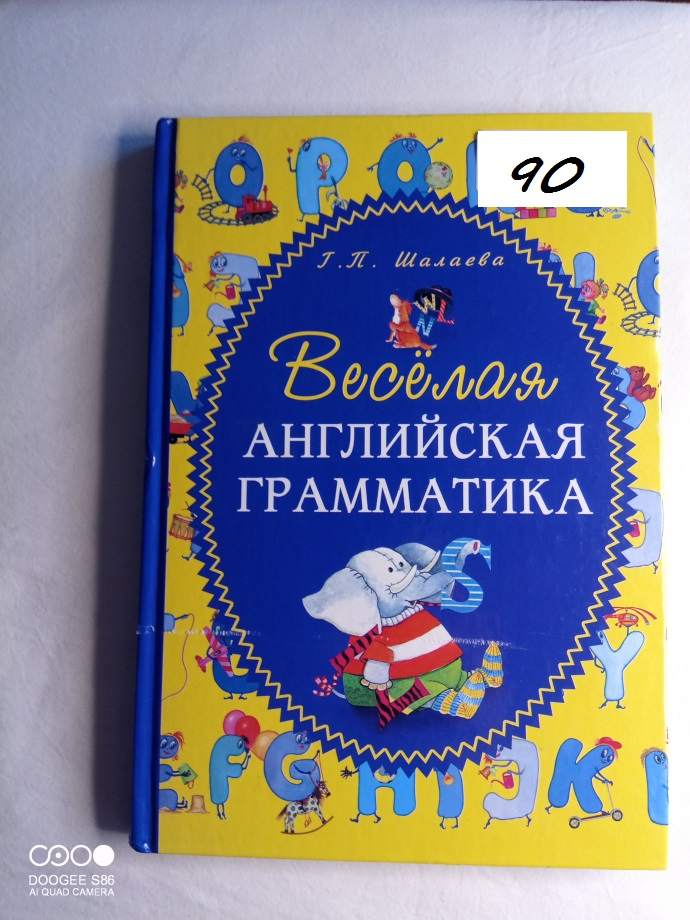 O P Q
90
Г. П. Шалаева
W L N
Весёлая
АНГЛИЙСКАЯ
ГРАММАТИКА
S
Y
F G H I J K
DOOGEE S86
AI QUAD CAMERA